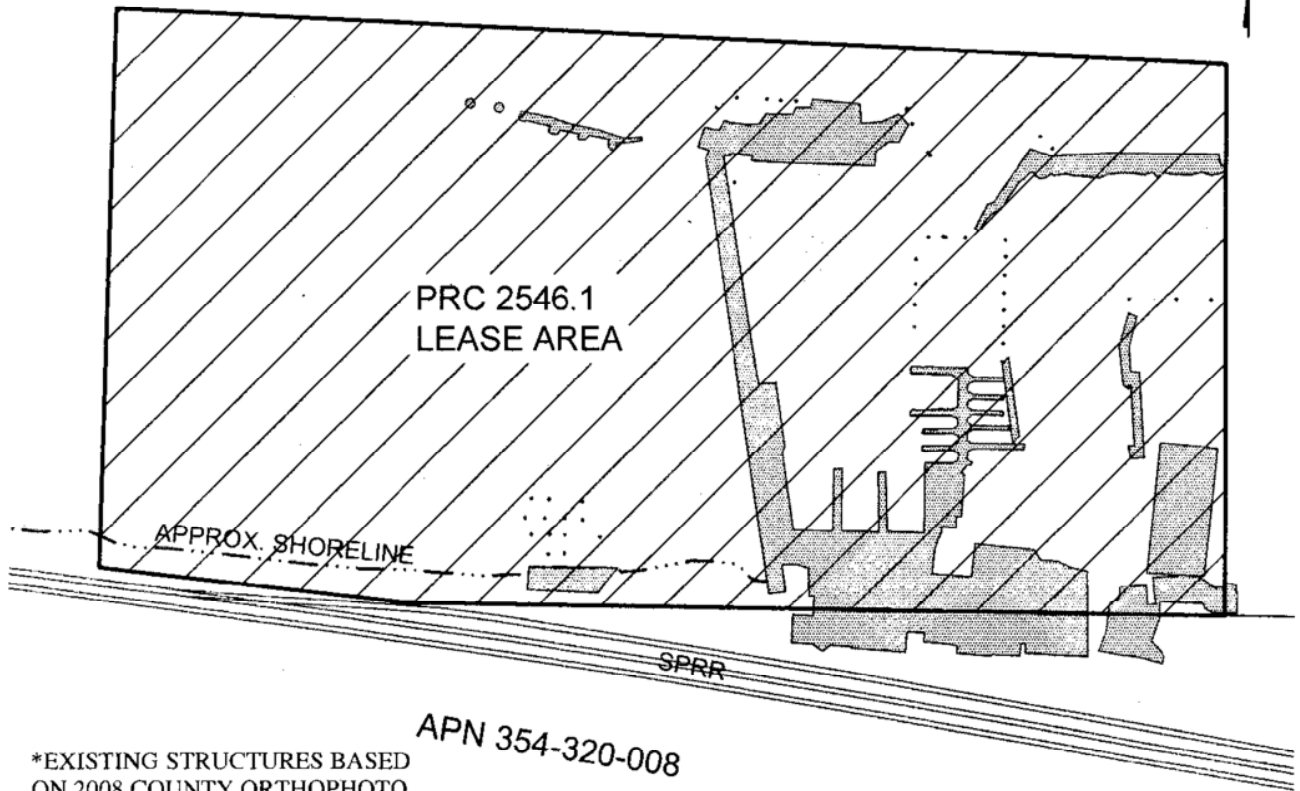 PRC 2546.1
LEASE AREA
APPROX. SHORELINE
SPRR
APN 354-320-008
*EXISTING STRUCTURES BASED
ON 2008 COUNTY ORTHOPHOTO